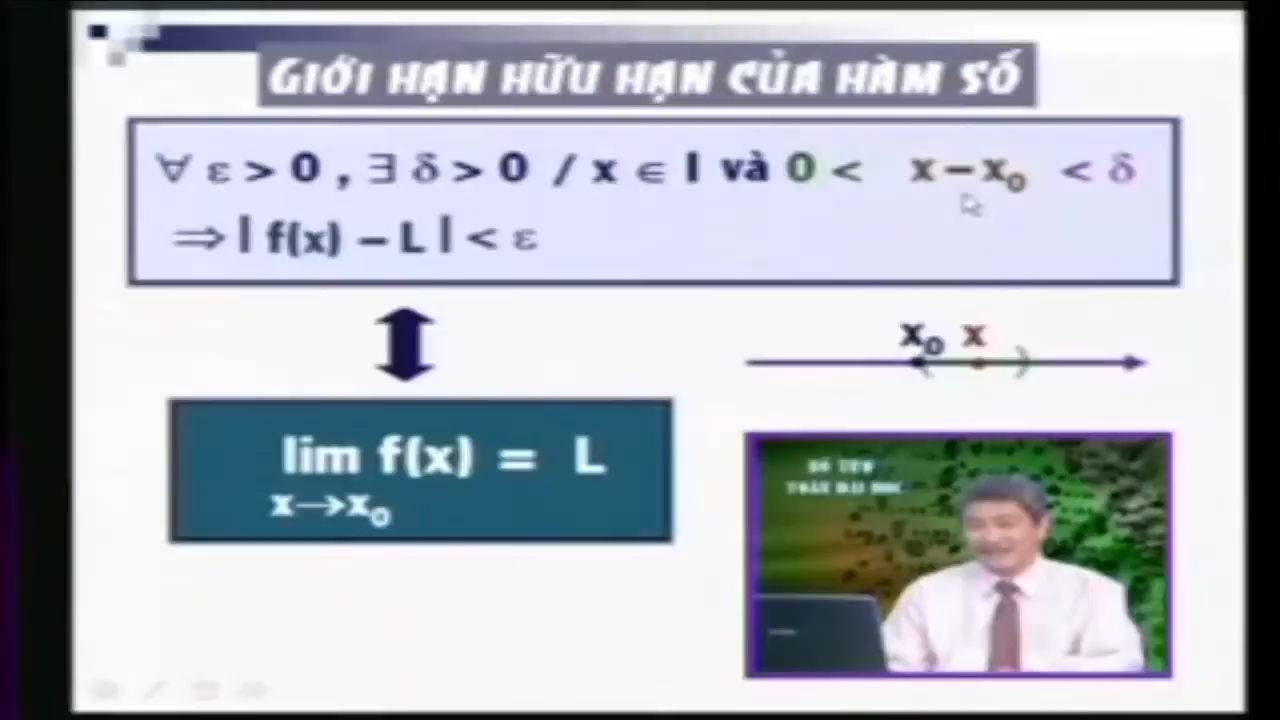 GIỚI HẠN HỮU HẠN CỦA HÀM SỐ
∀ ε > 0 , ∃ δ > 0 / x ∈ I và 0 < x – x₀ < δ
⇒ | f(x) – L | < ε
x₀ x
lim f(x) = L
x→x₀